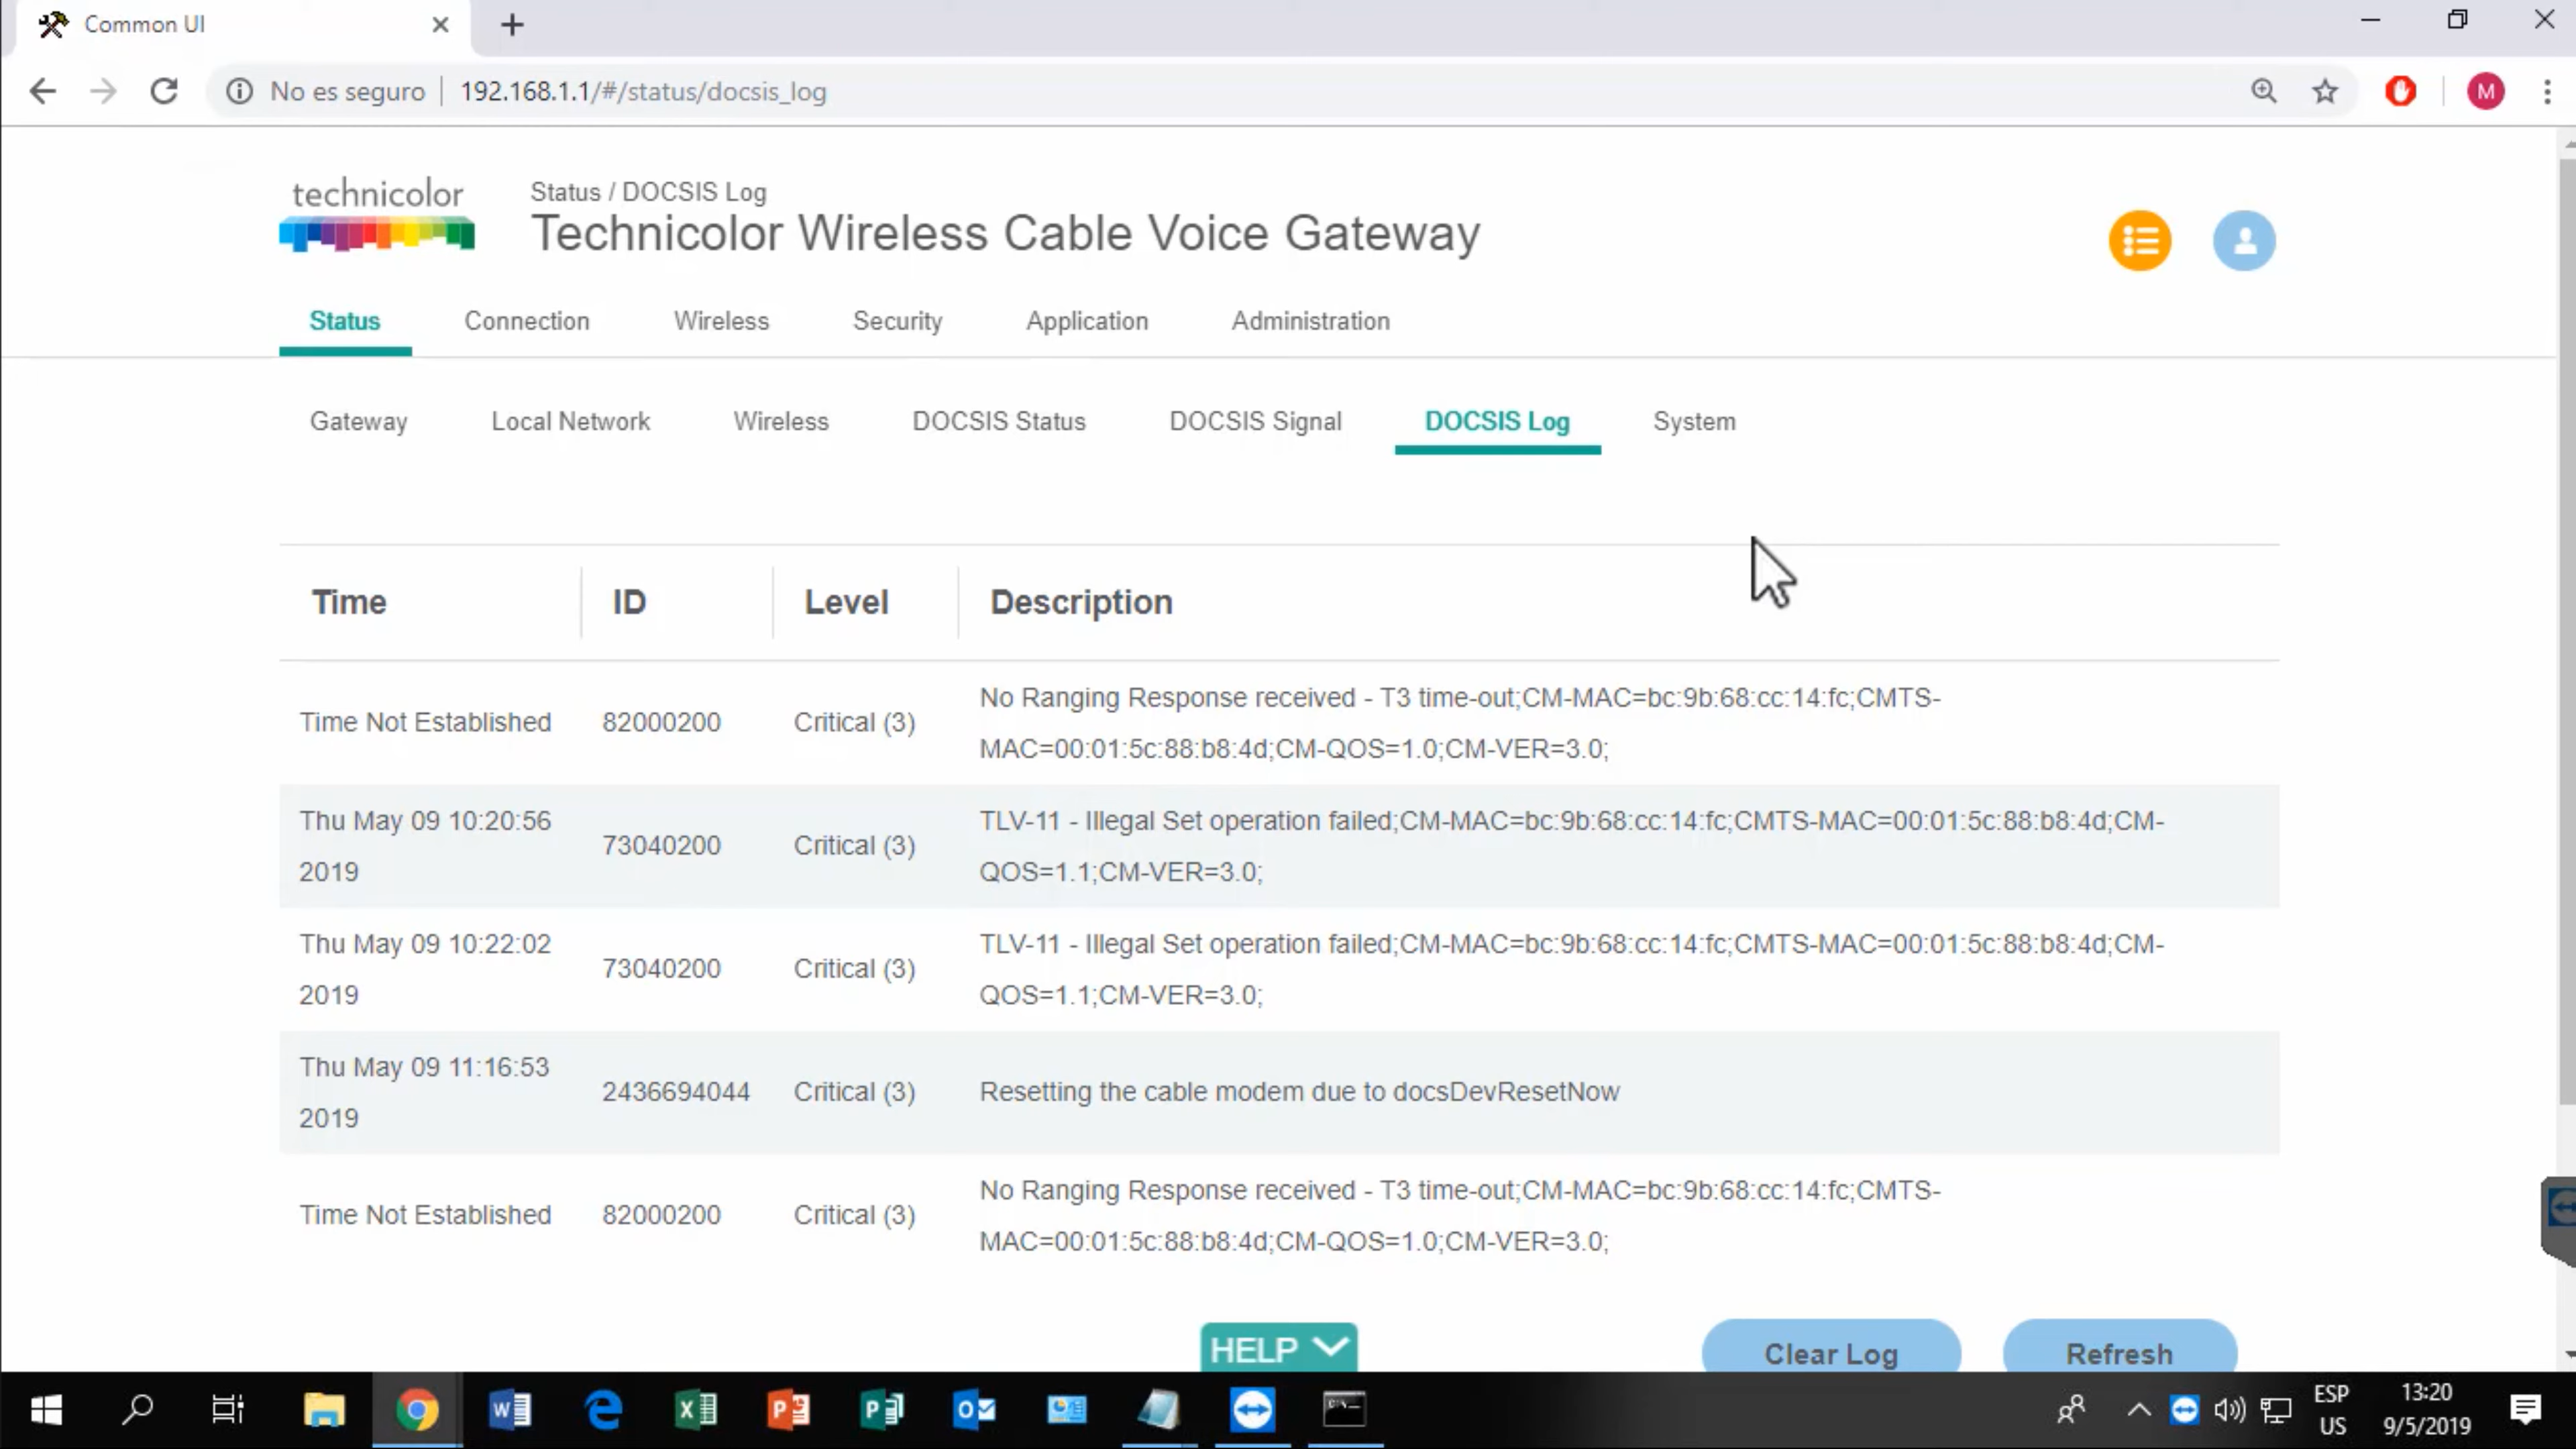 Common UI
No es seguro 192.168.1.1/#/status/docsis_log
M
technicolor
Status / DOCSIS Log
Technicolor Wireless Cable Voice Gateway
Status Connection Wireless Security Application Administration
Gateway Local Network Wireless DOCSIS Status DOCSIS Signal DOCSIS Log System
Time ID Level Description
No Ranging Response received - T3 time-out;CM-MAC=bc:9b:68:cc:14:fc;CMTS-
Time Not Established 82000200 Critical (3)
MAC=00:01:5c:88:b8:4d;CM-QOS=1.0;CM-VER=3.0;
Thu May 09 10:20:56 TLV-11 - Illegal Set operation failed;CM-MAC=bc:9b:68:cc:14:fc;CMTS-MAC=00:01:5c:88:b8:4d;CM-
73040200 Critical (3)
2019 QOS=1.1;CM-VER=3.0;
Thu May 09 10:22:02 TLV-11 - Illegal Set operation failed;CM-MAC=bc:9b:68:cc:14:fc;CMTS-MAC=00:01:5c:88:b8:4d;CM-
73040200 Critical (3)
2019 QOS=1.1;CM-VER=3.0;
Thu May 09 11:16:53
2436694044 Critical (3) Resetting the cable modem due to docsDevResetNow
2019
No Ranging Response received - T3 time-out;CM-MAC=bc:9b:68:cc:14:fc;CMTS-
Time Not Established 82000200 Critical (3)
MAC=00:01:5c:88:b8:4d;CM-QOS=1.0;CM-VER=3.0;
HELP Clear Log Refresh
ESP 13:20
US 9/5/2019